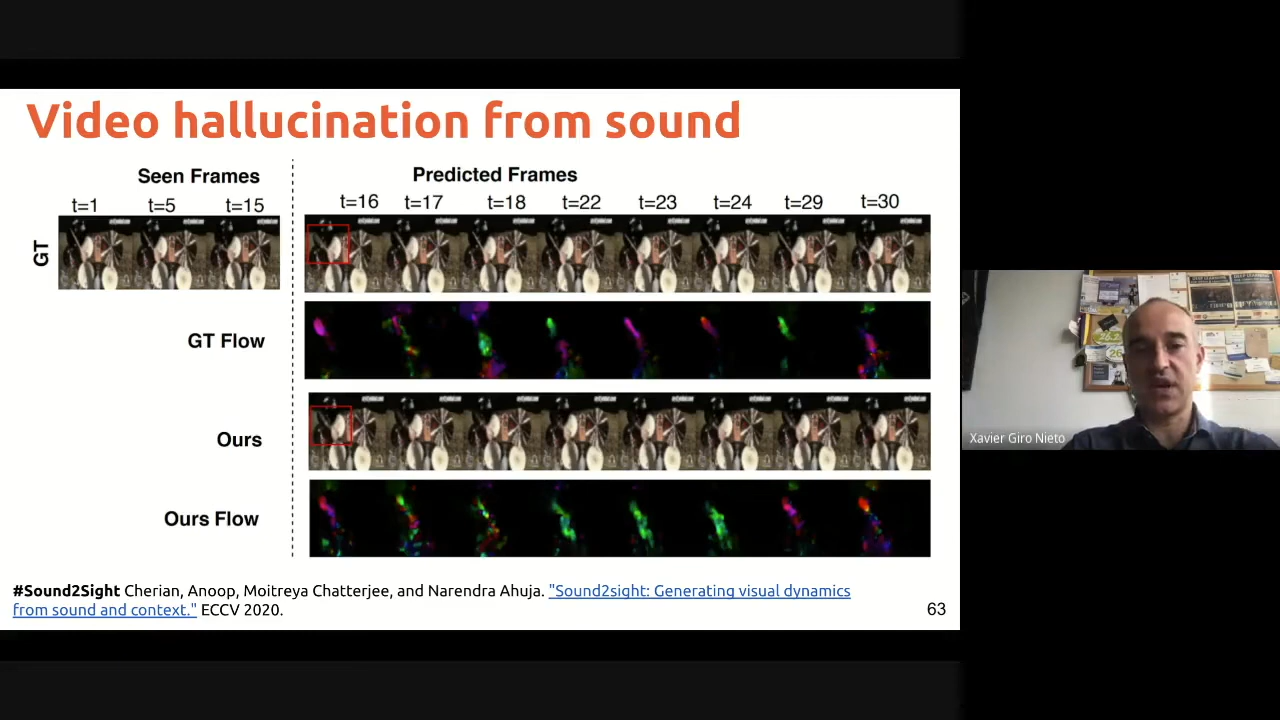 Video hallucination from sound
Seen Frames
Predicted Frames
t=1 t=5 t=15
t=16 t=17 t=18 t=22 t=23 t=24 t=29 t=30
GT
GT Flow
Ours
Ours Flow
#Sound2Sight Cherian, Anoop, Moitreya Chatterjee, and Narendra Ahuja. "Sound2sight: Generating visual dynamics
from sound and context." ECCV 2020.
63
Xavier Giro Nieto